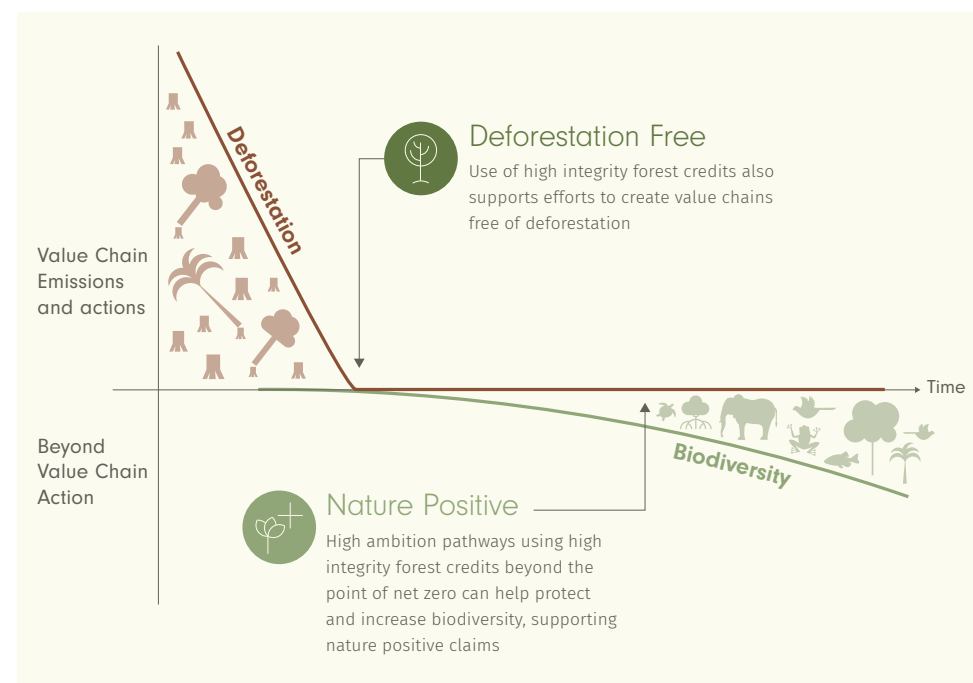 Deforestation
Deforestation Free
Use of high integrity forest credits also
supports efforts to create value chains
free of deforestation
Value Chain
Emissions
and actions
Time
Beyond
Value Chain
Action
Biodiversity
Nature Positive
High ambition pathways using high
integrity forest credits beyond the
point of net zero can help protect
and increase biodiversity, supporting
nature positive claims